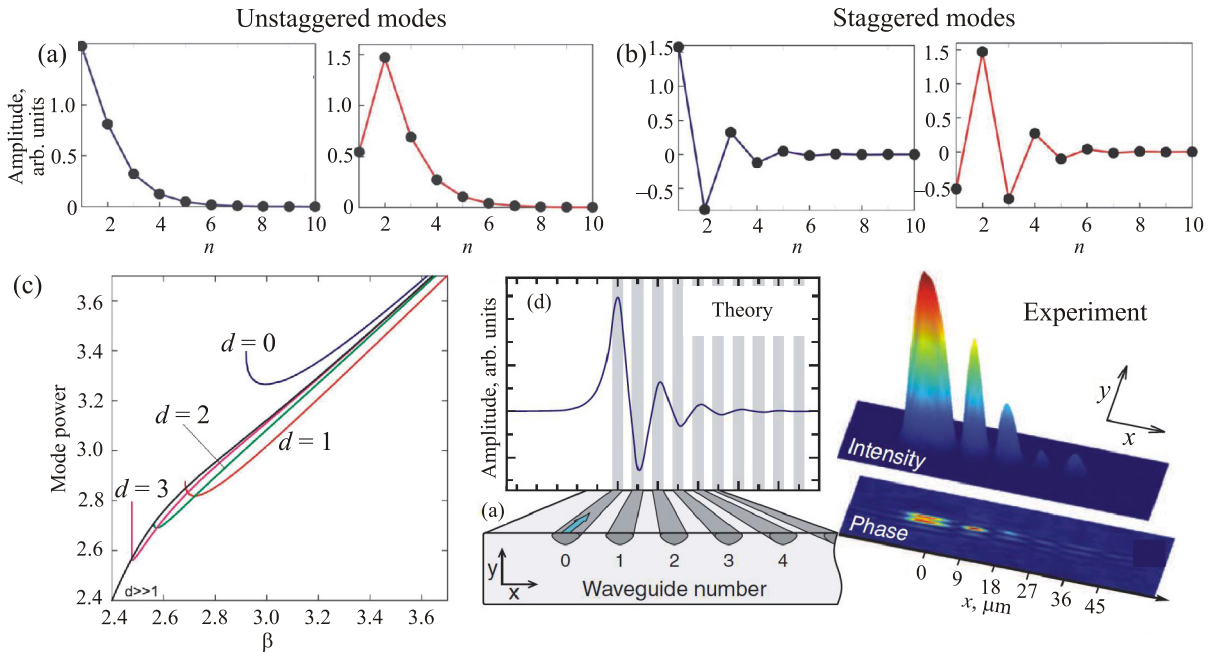 Unstaggered modes
Staggered modes
(a)
Amplitude,
arb. units
1.0
0.5
0
2
4
6
8
10
n
1.5
1.0
0.5
0
2
4
6
8
10
n
(b)
1.5
1.0
0.5
0
–0.5
2
4
6
8
10
n
1.5
1.0
0.5
0
–0.5
2
4
6
8
10
n
(c)
Mode power
3.6
3.4
3.2
3.0
2.8
2.6
2.4
d = 0
d = 2
d = 1
d = 3
d>>1
2.4
2.6
2.8
3.0
3.2
3.4
3.6
β
(d)
Theory
Amplitude, arb. units
(a)
0
1
2
3
4
y
x
Waveguide number
Experiment
y
x
Intensity
Phase
0
9
18
27
36
45
x, μm